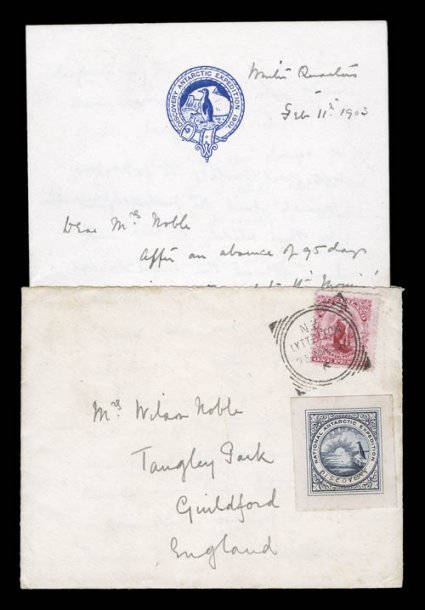 Winter Quarters
Feb 11th 1903
DISCOVERY ANTARCTIC EXPEDITION 1901
Dear Mrs Noble
After an absence of 95 days
N.Z.
LYTTELTON
Mrs Wilson Noble
Tangley Park
Guildford
England
NATIONAL ANTARCTIC EXPEDITION